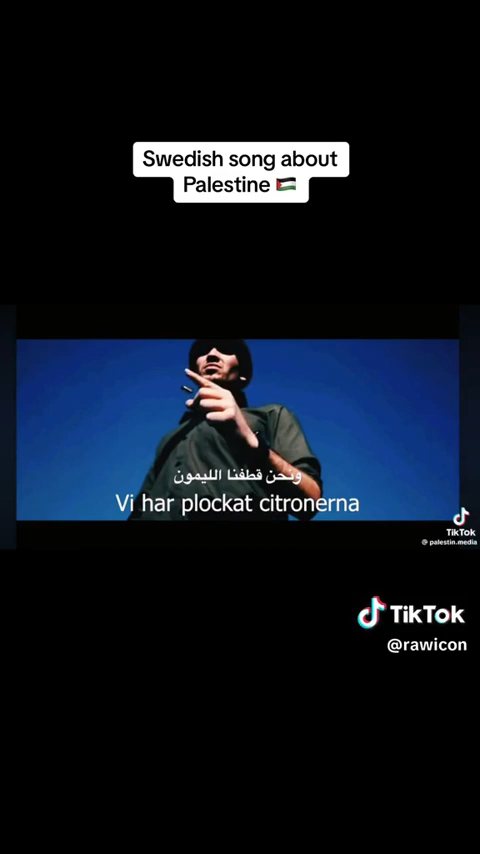 Swedish song about
Palestine 🇵🇸
ونحن قطفنا الليمون
Vi har plockat citronerna
TikTok
@ palestin.media
TikTok
@rawicon